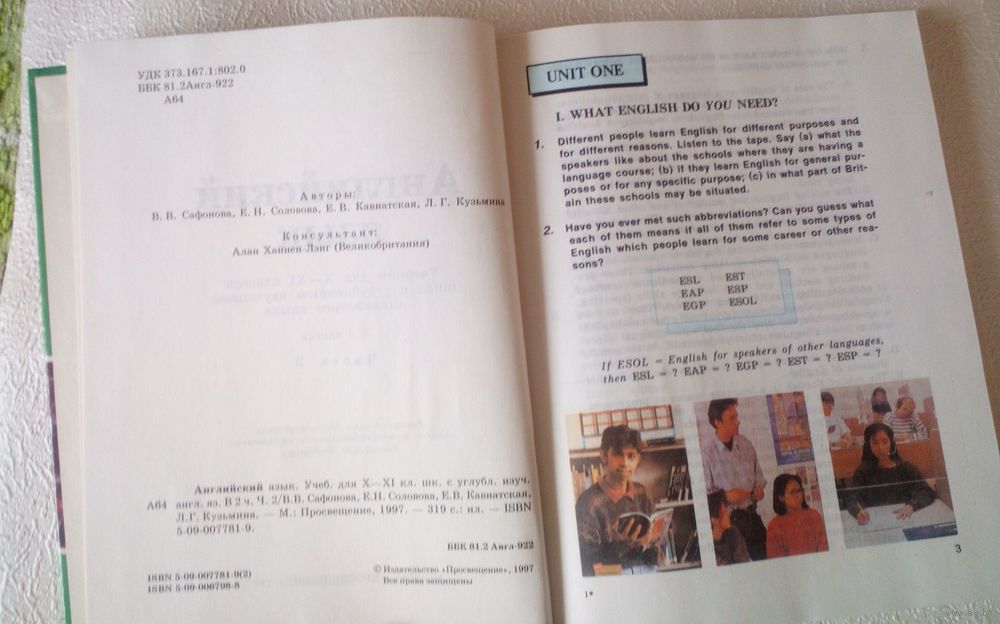 УДК 373.167.1:802.0
ББК 81.2Англ-922
А64
Авторы:
В. В. Сафонова, Е. Н. Соловова, Е. В. Кавнатская, Л. Г. Кузьмина
Консультант:
Алан Ханнен-Лэнг (Великобритания)
Английский язык. Учеб. для X—XI кл. шк. с углубл. изуч.
А64 англ. яз. В 2 ч. Ч. 2/В.В. Сафонова, Е.Н. Соловова, Е.В. Кавнатская,
Л.Г. Кузьмина. — М.: Просвещение, 1997. — 319 с.: ил. — ISBN
5-09-007781-9.
ББК 81.2 Англ-922
ISBN 5-09-007781-9(2)
ISBN 5-09-000798-8
© Издательство «Просвещение», 1997
Все права защищены
UNIT ONE
I. WHAT ENGLISH DO YOU NEED?
1. Different people learn English for different purposes and
for different reasons. Listen to the tape. Say (a) what the
speakers like about the schools where they are having a
language course; (b) if they learn English for general pur-
poses or for any specific purpose; (c) in what part of Brit-
ain these schools may be situated.
2. Have you ever met such abbreviations? Can you guess what
each of them means if all of them refer to some types of
English which people learn for some career or other rea-
sons?
ESL EST
EAP ESP
EGP ESOL
If ESOL = English for speakers of other languages,
then ESL = ? EAP = ? EGP = ? EST = ? ESP = ?
3
1*